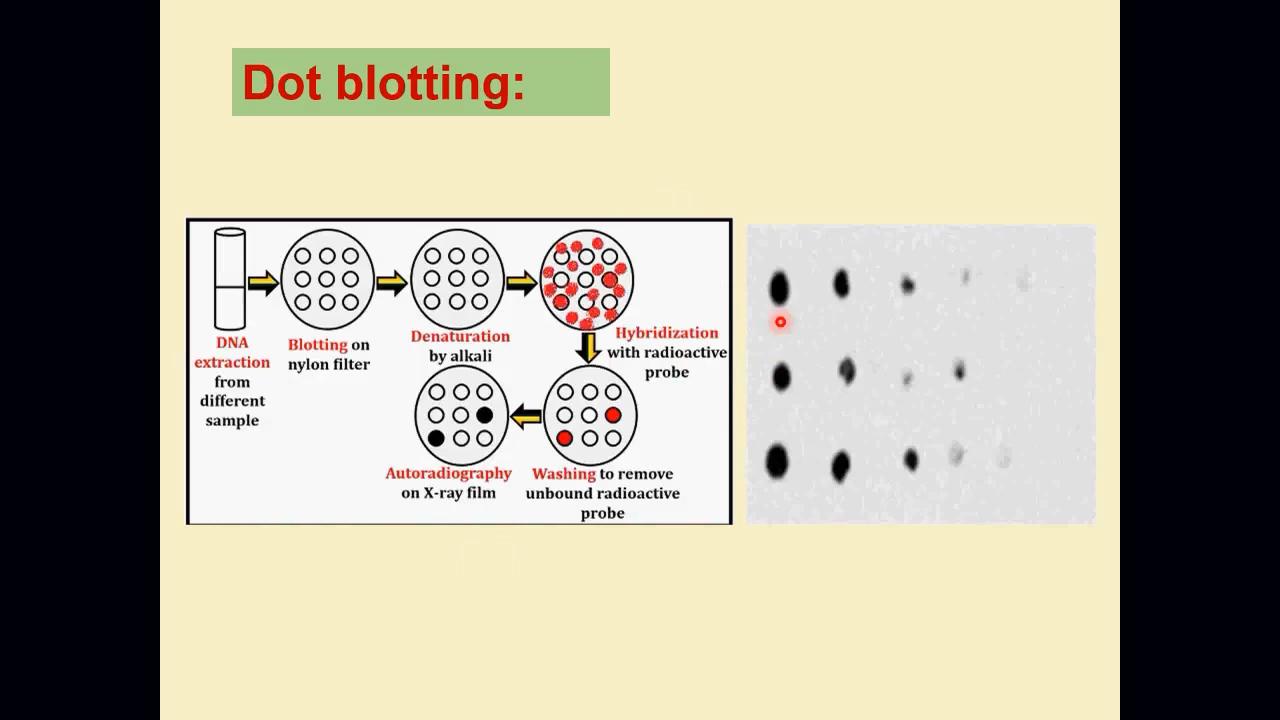 Dot blotting:
DNA
extraction
from
different
sample
Blotting on
nylon filter
Denaturation
by alkali
Hybridization
with radioactive
probe
Washing to remove
unbound radioactive
probe
Autoradiography
on X-ray film